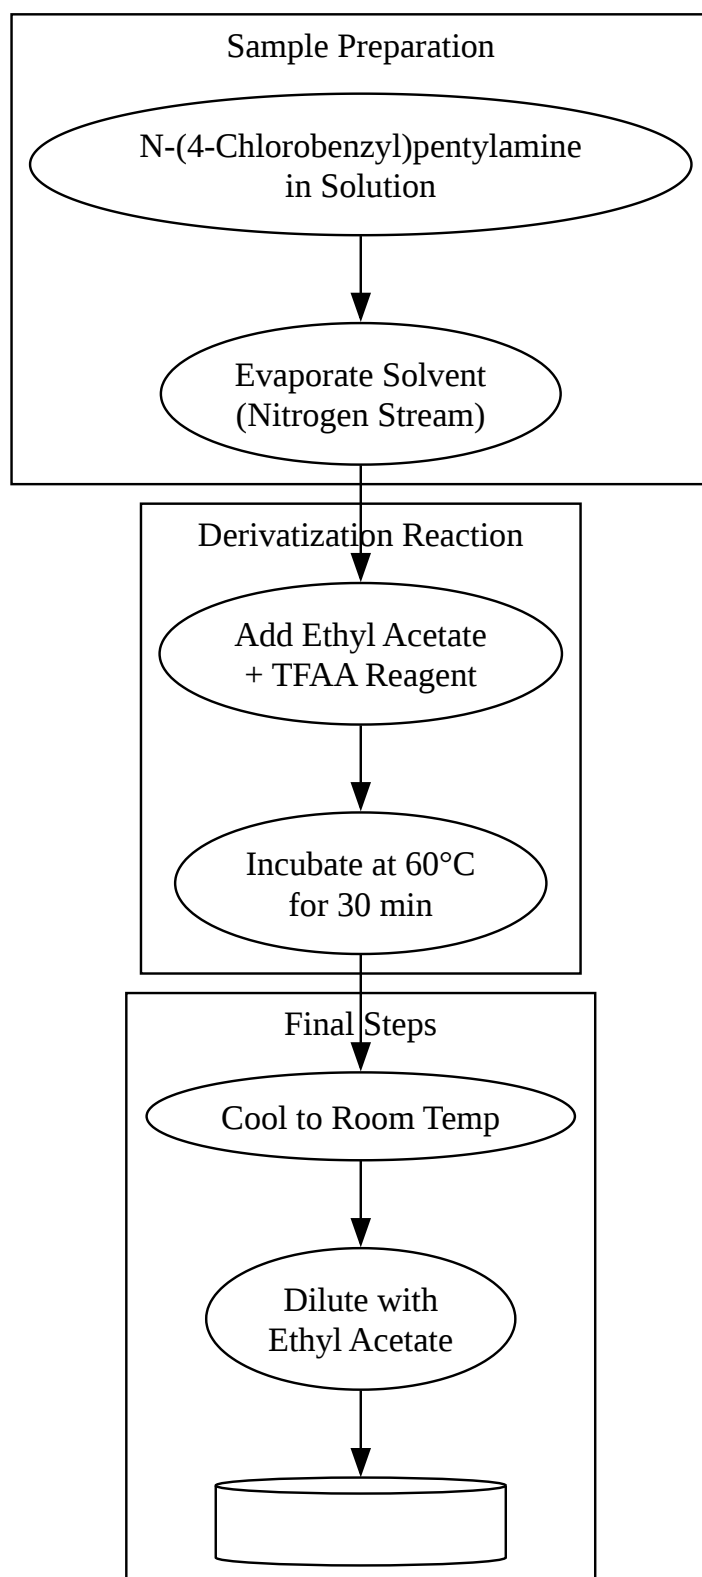 Sample Preparation
N-(4-Chlorobenzyl)pentylamine
in Solution
Evaporate Solvent
(Nitrogen Stream)
Derivatization Reaction
Add Ethyl Acetate
+ TFAA Reagent
Incubate at 60°C
for 30 min
Final Steps
Cool to Room Temp
Dilute with
Ethyl Acetate